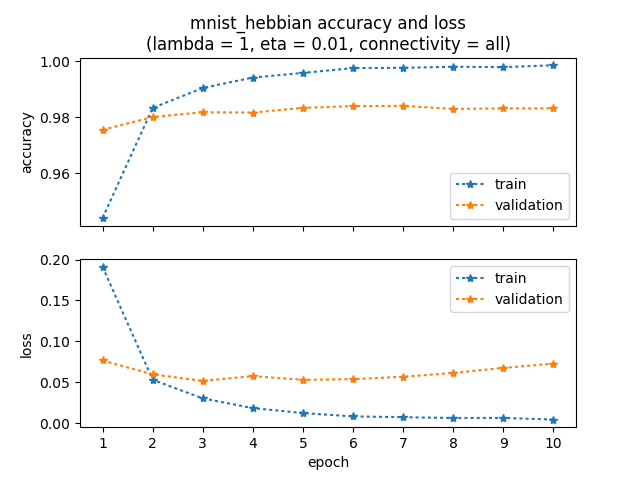 mnist_hebbian accuracy and loss
(lambda = 1, eta = 0.01, connectivity = all)
1.00
0.98
0.96
accuracy
train
validation
0.20
0.15
0.10
0.05
0.00
loss
train
validation
1 2 3 4 5 6 7 8 9 10
epoch